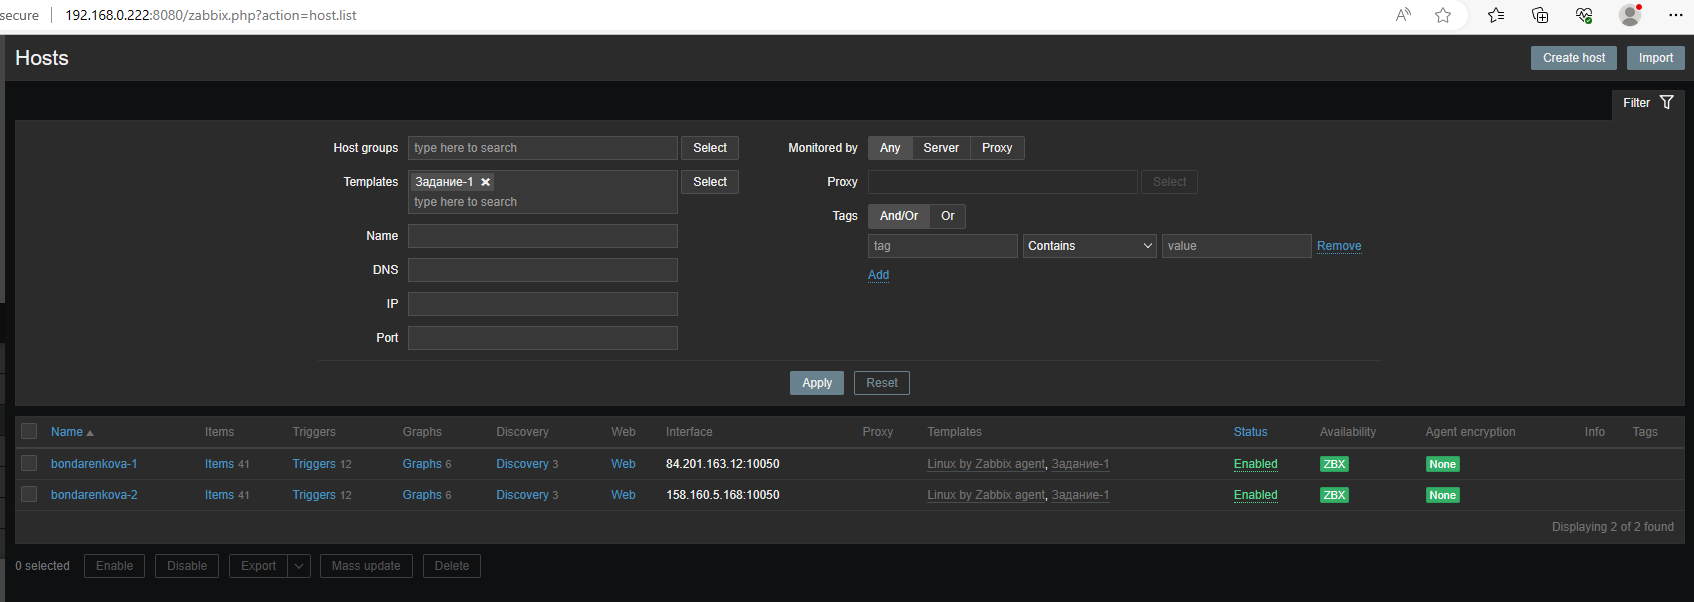 secure 192.168.0.222:8080/zabbix.php?action=host.list
Hosts Create host Import
Filter
Host groups type here to search Select Monitored by Any Server Proxy
Templates Задание-1 Select Proxy Select
type here to search
Tags And/Or Or
Name tag Contains value Remove
DNS Add
IP
Port
Apply Reset
Name Items Triggers Graphs Discovery Web Interface Proxy Templates Status Availability Agent encryption Info Tags
bondarenkova-1 Items 41 Triggers 12 Graphs 6 Discovery 3 Web 84.201.163.12:10050 Linux by Zabbix agent, Задание-1 Enabled ZBX None
bondarenkova-2 Items 41 Triggers 12 Graphs 6 Discovery 3 Web 158.160.5.168:10050 Linux by Zabbix agent, Задание-1 Enabled ZBX None
Displaying 2 of 2 found
0 selected Enable Disable Export Mass update Delete